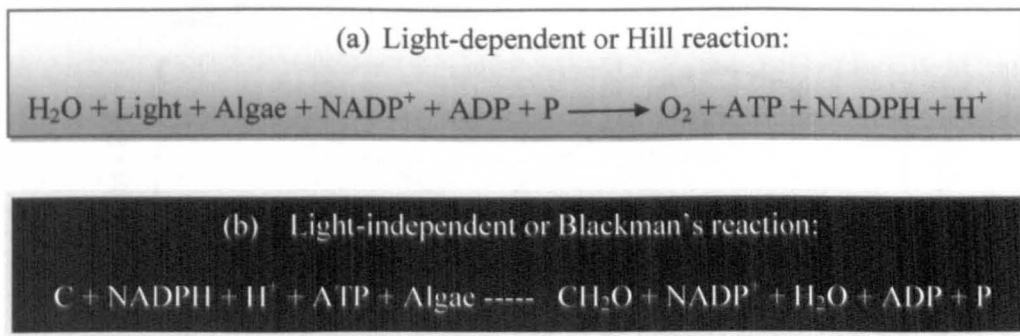 (a) Light-dependent or Hill reaction:
H₂O + Light + Algae + NADP⁺ + ADP + P ⟶ O₂ + ATP + NADPH + H⁺
(b) Light-independent or Blackman's reaction:
C + NADPH + H⁺ + ATP + Algae ----- CH₂O + NADP⁺ + H₂O + ADP + P